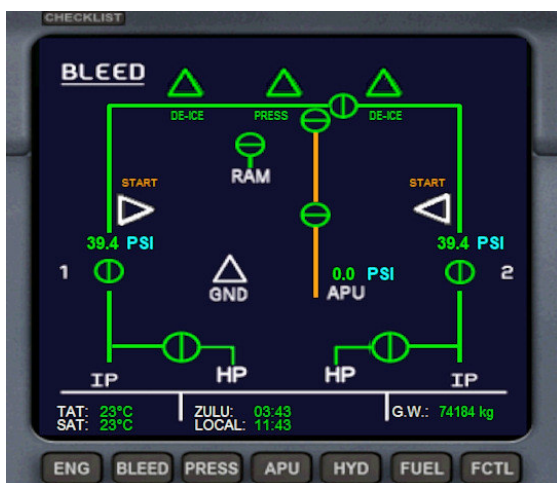 CHECKLIST
BLEED
DE-ICE PRESS DE-ICE
RAM
START START
39.4 PSI 39.4 PSI
1 GND 0.0 PSI 2
APU
IP HP HP IP
TAT: 23°C ZULU: 03:43 G.W.: 74184 kg
SAT: 23°C LOCAL: 11:43
ENG BLEED PRESS APU HYD FUEL FCTL